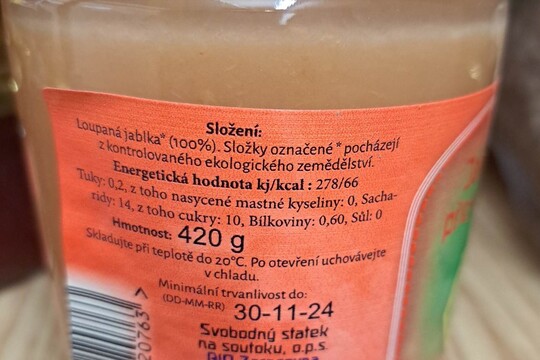 Složení:
Loupaná jablka* (100%). Složky označené * pocházejí
z kontrolovaného ekologického zemědělství.
Energetická hodnota kj/kcal : 278/66
Tuky: 0,2, z toho nasycené mastné kyseliny: 0, Sacha-
ridy: 14, z toho cukry: 10, Bílkoviny: 0,60, Sůl: 0
Hmotnost: 420 g
Skladujte při teplotě do 20°C. Po otevření uchovávejte
v chladu.
Minimální trvanlivost do:
(DD-MM-RR) 30-11-24
Svobodný statek
na soutoku, o.p.s.
20763>